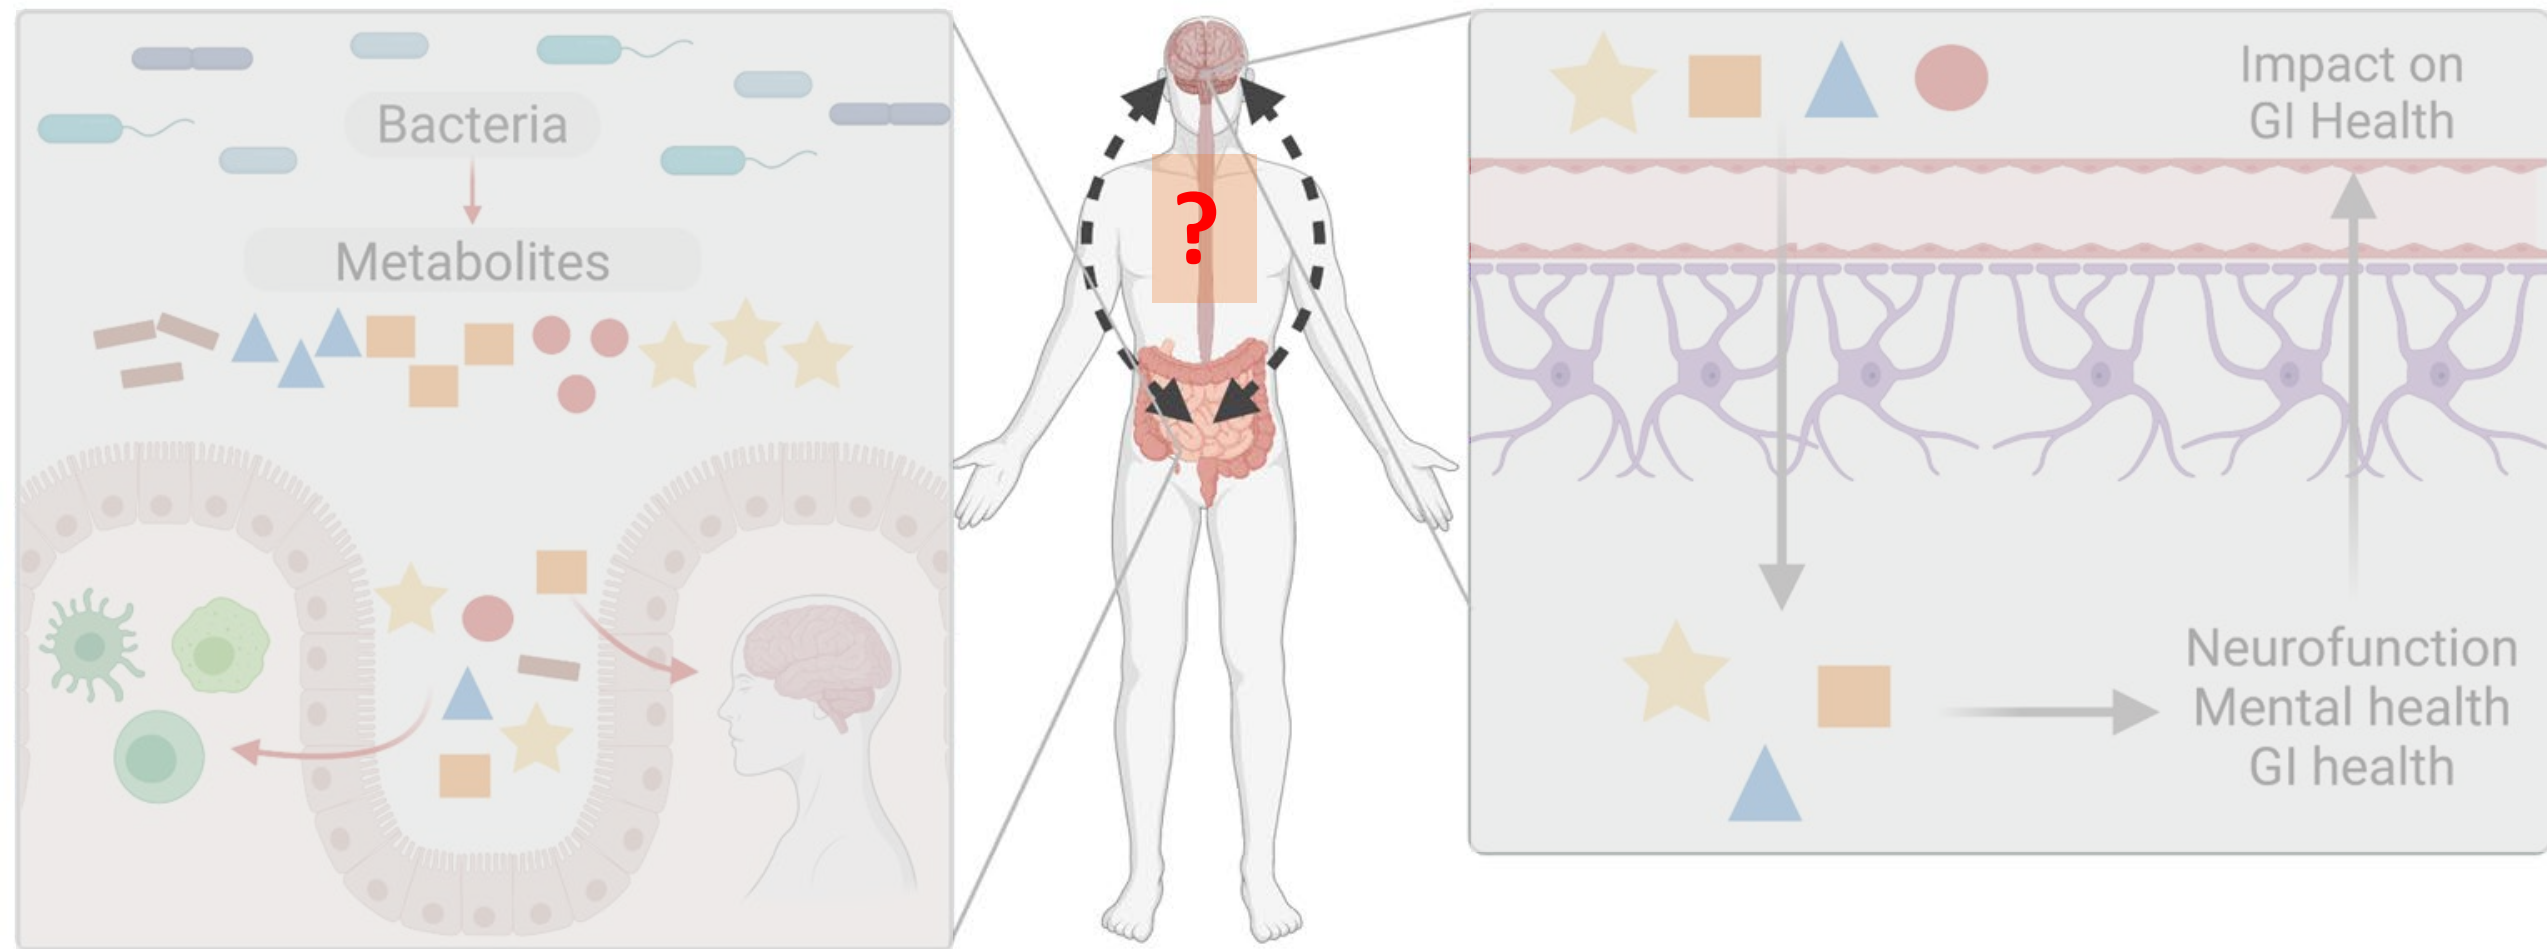 Bacteria
Metabolites
?
Impact on
GI Health
Neurofunction
Mental health
GI health